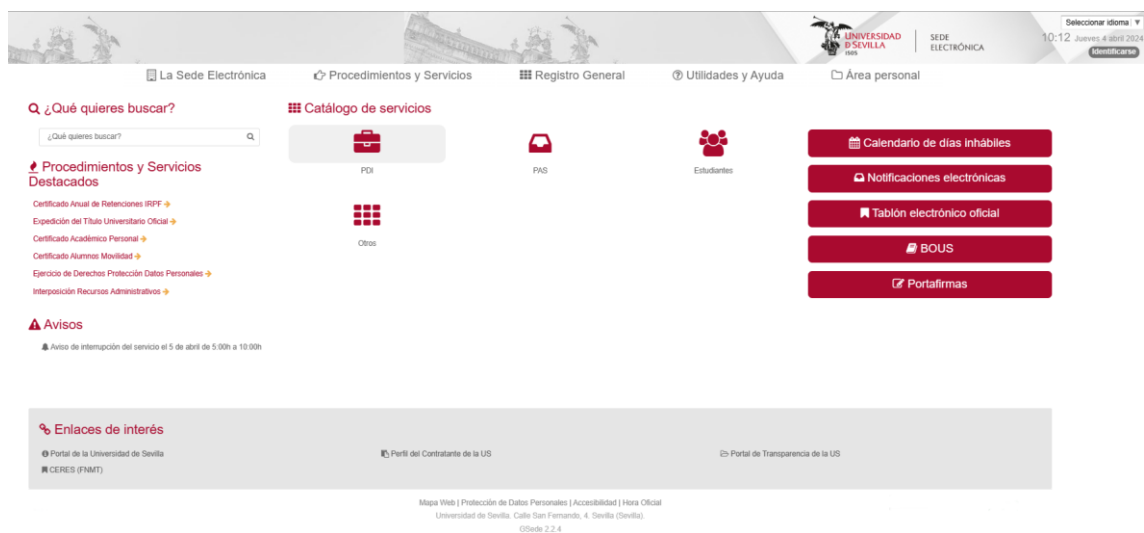 Seleccionar idioma
UNIVERSIDAD
D SEVILLA
1505
SEDE
ELECTRÓNICA
10:12 Jueves 4 abril 2024
Identificarse
La Sede Electrónica
Procedimientos y Servicios
Registro General
Utilidades y Ayuda
Área personal
¿Qué quieres buscar?
¿Qué quieres buscar?
Procedimientos y Servicios
Destacados
Certificado Anual de Retenciones IRPF
Expedición del Título Universitario Oficial
Certificado Académico Personal
Certificado Alumnos Movilidad
Ejercicio de Derechos Protección Datos Personales
Interposición Recursos Administrativos
Avisos
Aviso de interrupción del servicio el 5 de abril de 5:00h a 10:00h
Catálogo de servicios
PDI
PAS
Estudiantes
Otros
Calendario de días inhábiles
Notificaciones electrónicas
Tablón electrónico oficial
BOUS
Portafirmas
Enlaces de interés
Portal de la Universidad de Sevilla
Perfil del Contratante de la US
Portal de Transparencia de la US
CERES (FNMT)
Mapa Web | Protección de Datos Personales | Accesibilidad | Hora Oficial
Universidad de Sevilla. Calle San Fernando, 4. Sevilla (Sevilla).
GSede 2.2.4